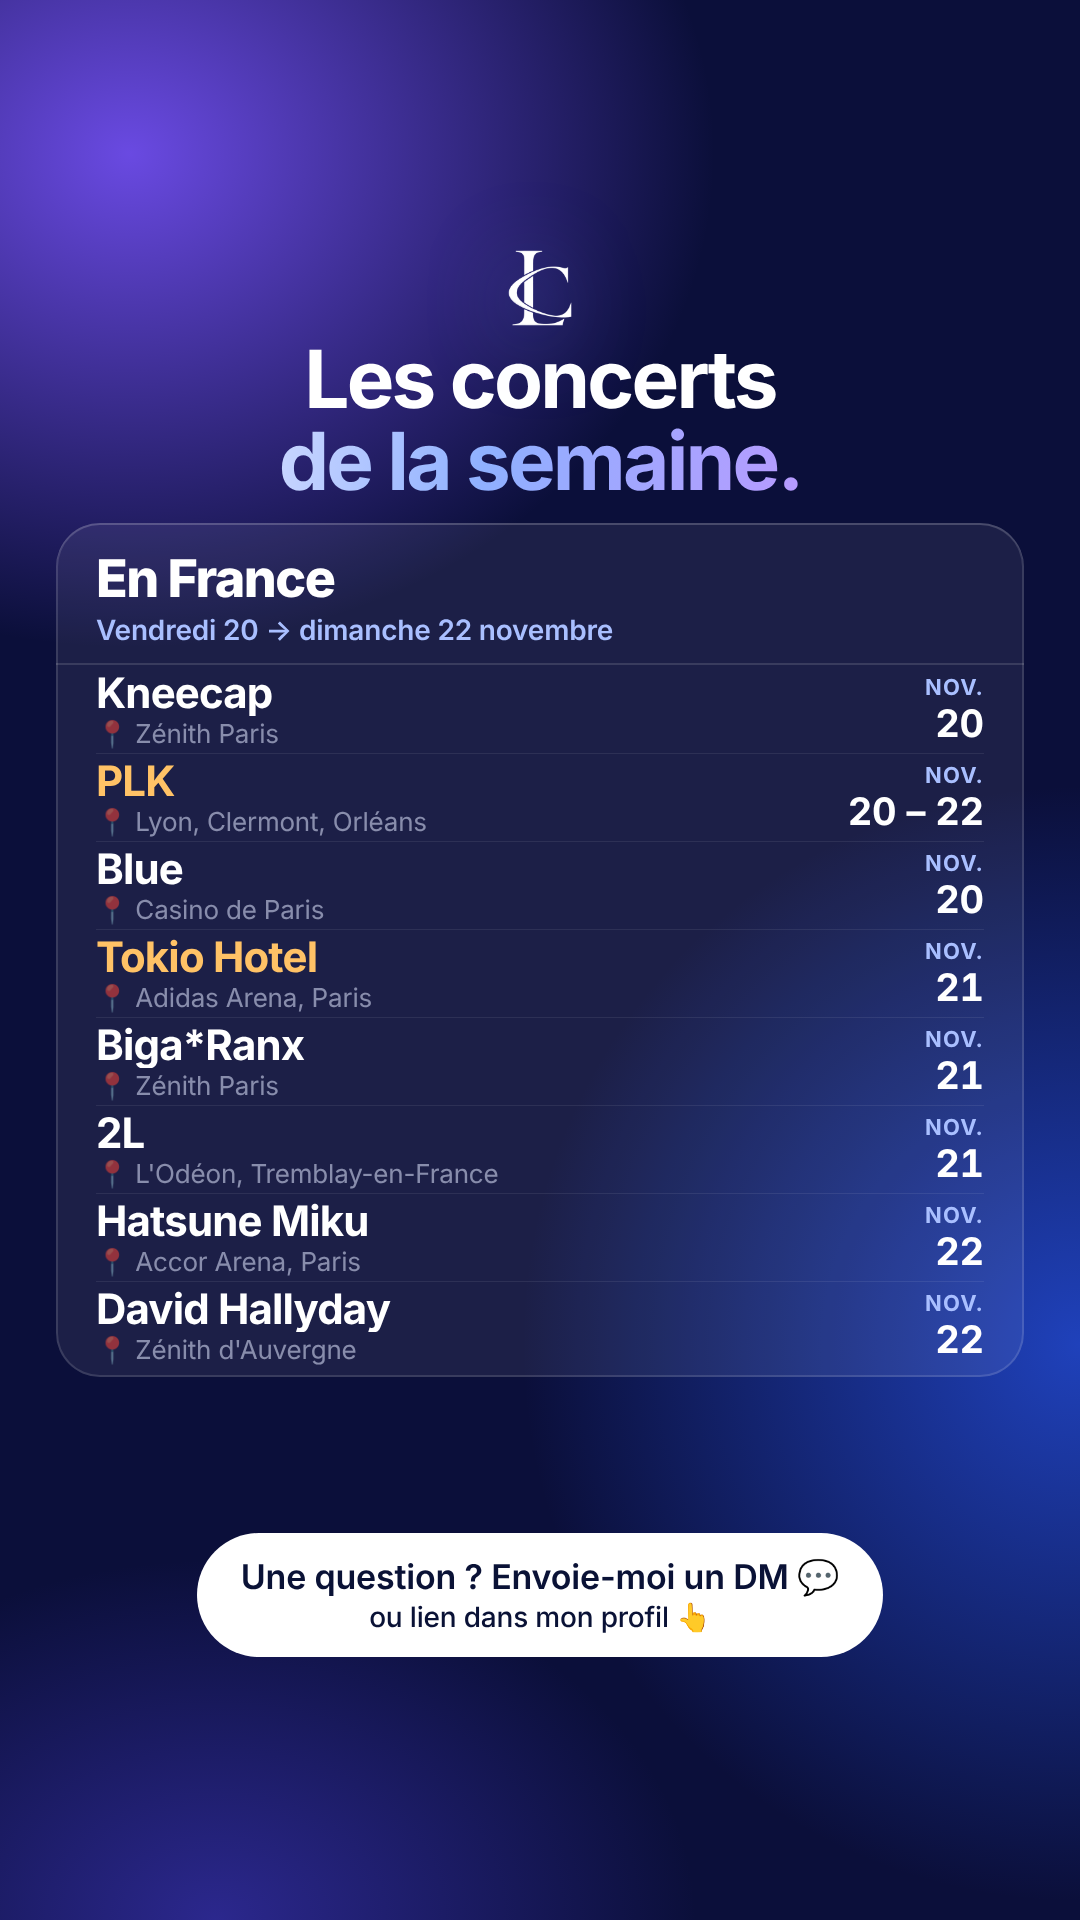 LC
Les concerts
de la semaine.
En France
Vendredi 20 → dimanche 22 novembre
Kneecap
📍 Zénith Paris
NOV.
20
PLK
📍 Lyon, Clermont, Orléans
NOV.
20 – 22
Blue
📍 Casino de Paris
NOV.
20
Tokio Hotel
📍 Adidas Arena, Paris
NOV.
21
Biga*Ranx
📍 Zénith Paris
NOV.
21
2L
📍 L'Odéon, Tremblay-en-France
NOV.
21
Hatsune Miku
📍 Accor Arena, Paris
NOV.
22
David Hallyday
📍 Zénith d'Auvergne
NOV.
22
Une question ? Envoie-moi un DM 💬
ou lien dans mon profil 👆